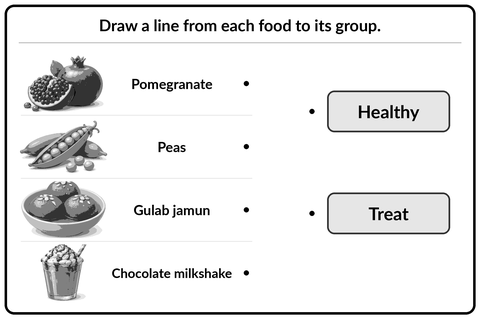 Draw a line from each food to its group.
Pomegranate
Healthy
Peas
Gulab jamun
Treat
Chocolate milkshake